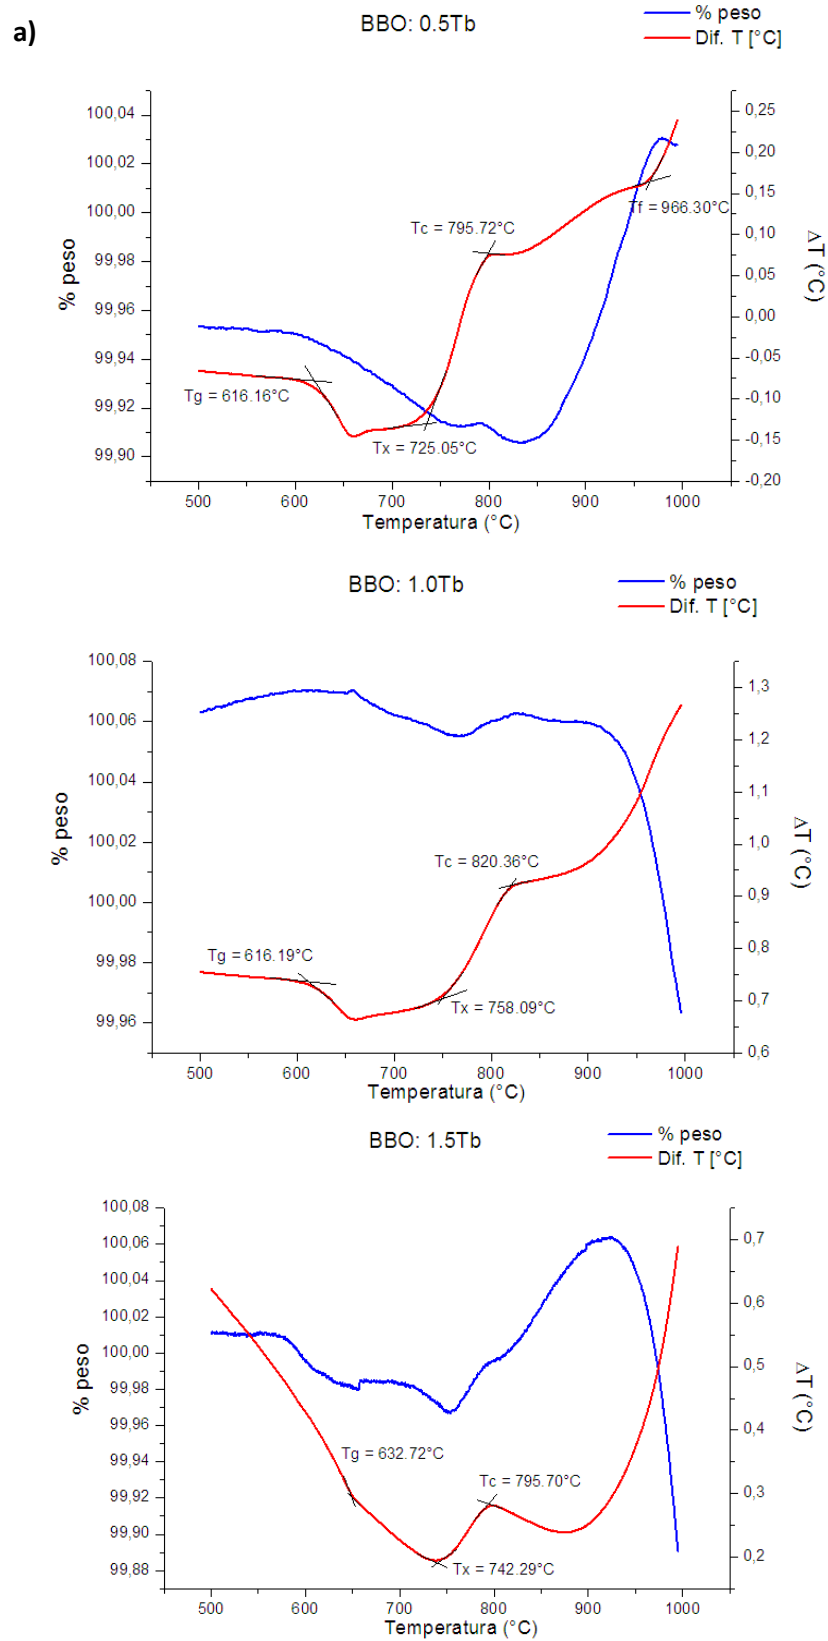 a)
BBO: 0.5Tb
% peso
Dif. T [°C]
100,04
100,02
100,00
99,98
99,96
99,94
99,92
99,90
% peso
0,25
0,20
0,15
0,10
0,05
0,00
-0,05
-0,10
-0,15
-0,20
ΔT (°C)
Tc = 795.72°C
Tf = 966.30°C
Tg = 616.16°C
Tx = 725.05°C
500 600 700 800 900 1000
Temperatura (°C)
BBO: 1.0Tb
% peso
Dif. T [°C]
100,08
100,06
100,04
100,02
100,00
99,98
99,96
% peso
1,3
1,2
1,1
1,0
0,9
0,8
0,7
0,6
ΔT (°C)
Tc = 820.36°C
Tg = 616.19°C
Tx = 758.09°C
500 600 700 800 900 1000
Temperatura (°C)
BBO: 1.5Tb
% peso
Dif. T [°C]
100,08
100,06
100,04
100,02
100,00
99,98
99,96
99,94
99,92
99,90
99,88
% peso
0,7
0,6
0,5
0,4
0,3
0,2
ΔT (°C)
Tg = 632.72°C
Tc = 795.70°C
Tx = 742.29°C
500 600 700 800 900 1000
Temperatura (°C)